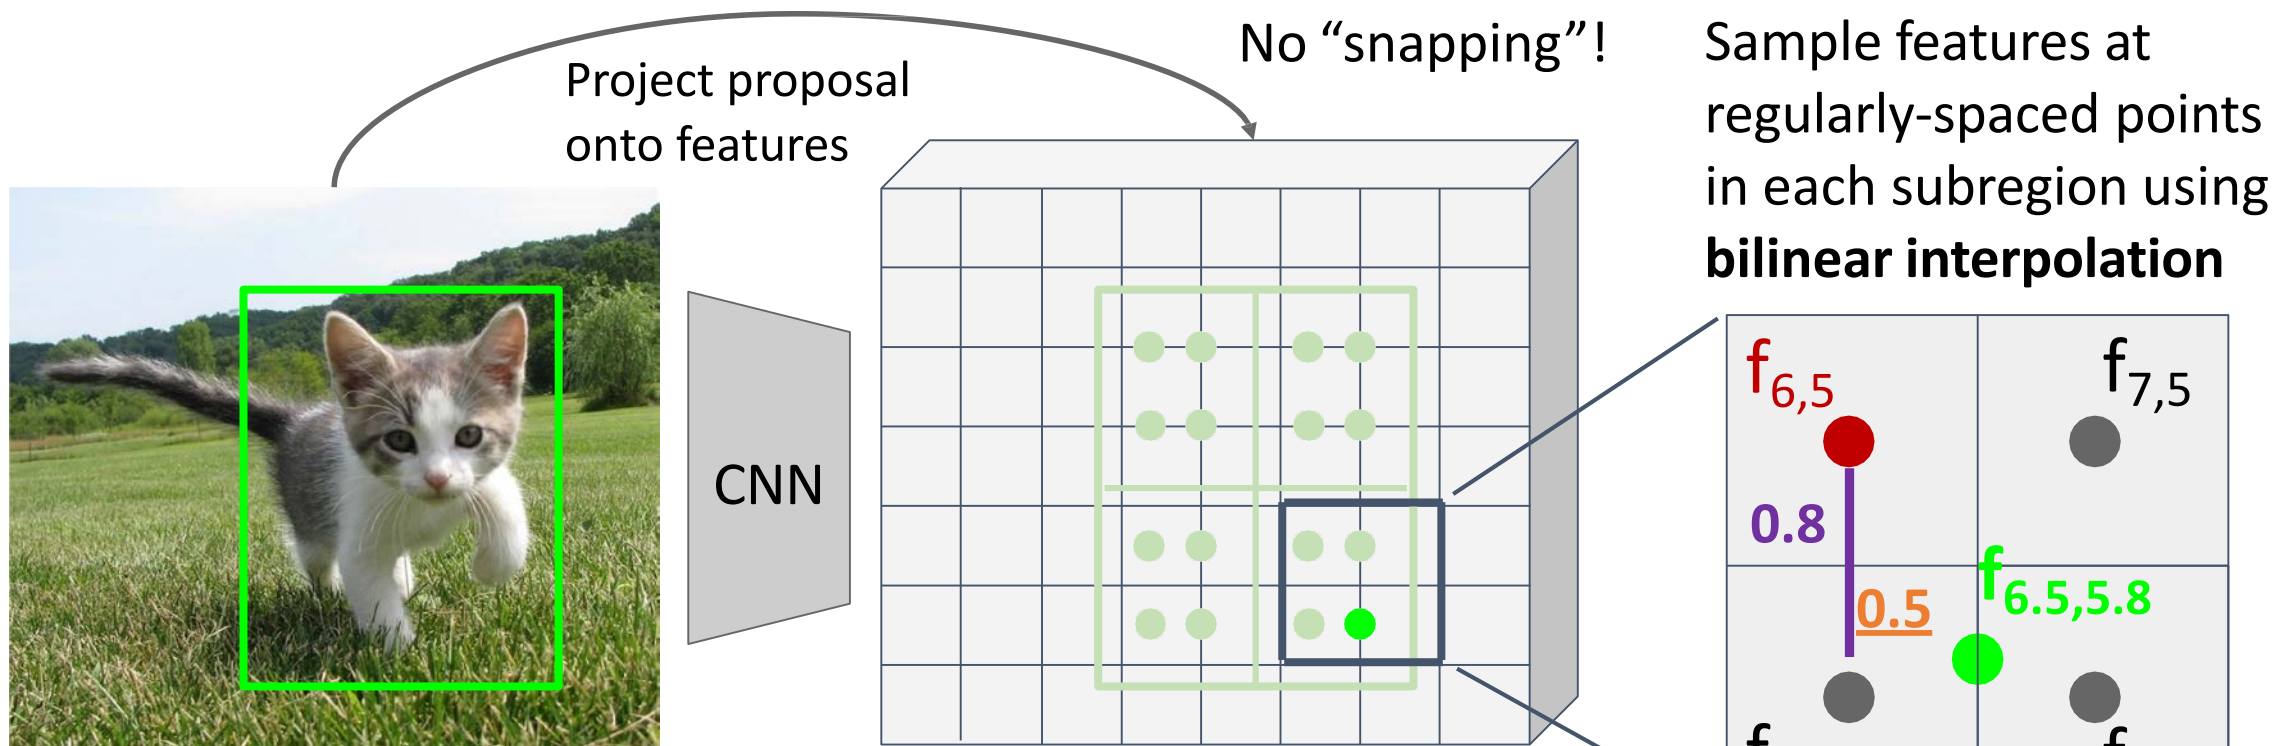 No “snapping”!
Project proposal
onto features
Sample features at
regularly-spaced points
in each subregion using
bilinear interpolation
CNN
f6,5
f7,5
0.8
0.5
f6.5,5.8
f
f